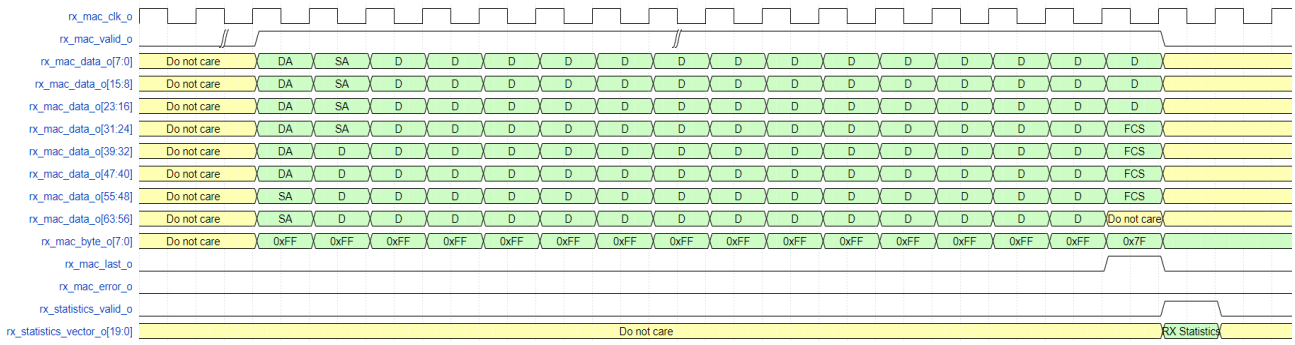 rx_mac_clk_o
rx_mac_valid_o
rx_mac_data_o[7:0] Do not care DA SA D D D D D D D D D D D D D D
rx_mac_data_o[15:8] Do not care DA SA D D D D D D D D D D D D D D
rx_mac_data_o[23:16] Do not care DA SA D D D D D D D D D D D D D D
rx_mac_data_o[31:24] Do not care DA SA D D D D D D D D D D D D D FCS
rx_mac_data_o[39:32] Do not care DA D D D D D D D D D D D D D D FCS
rx_mac_data_o[47:40] Do not care DA D D D D D D D D D D D D D D FCS
rx_mac_data_o[55:48] Do not care SA D D D D D D D D D D D D D D FCS
rx_mac_data_o[63:56] Do not care SA D D D D D D D D D D D D D D Do not care
rx_mac_byte_o[7:0] Do not care 0xFF 0xFF 0xFF 0xFF 0xFF 0xFF 0xFF 0xFF 0xFF 0xFF 0xFF 0xFF 0xFF 0xFF 0xFF 0x7F
rx_mac_last_o
rx_mac_error_o
rx_statistics_valid_o
rx_statistics_vector_o[19:0] Do not care RX Statistics